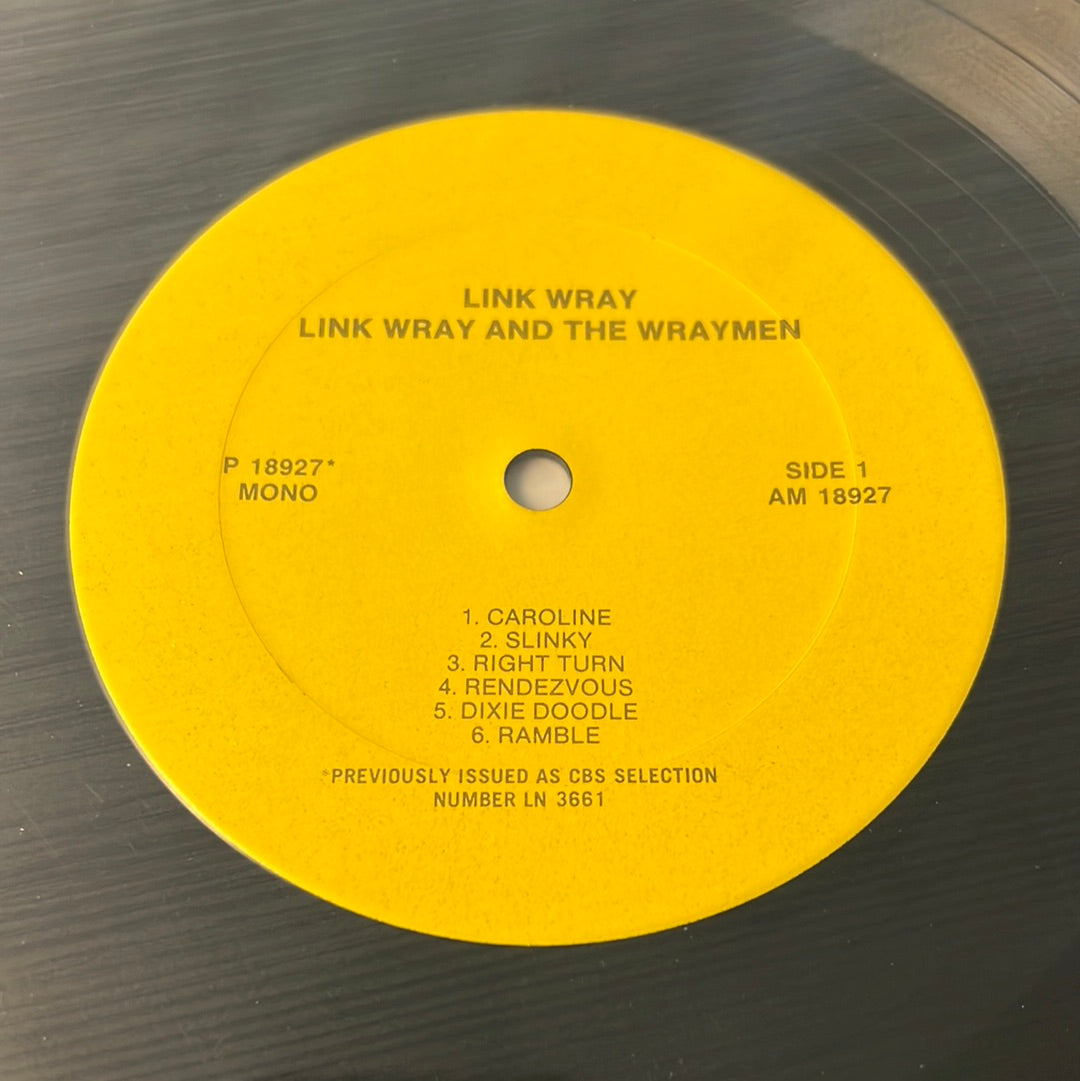 LINK WRAY
LINK WRAY AND THE WRAYMEN
P 18927*
MONO
SIDE 1
AM 18927
1. CAROLINE
2. SLINKY
3. RIGHT TURN
4. RENDEZVOUS
5. DIXIE DOODLE
6. RAMBLE
*PREVIOUSLY ISSUED AS CBS SELECTION
NUMBER LN 3661